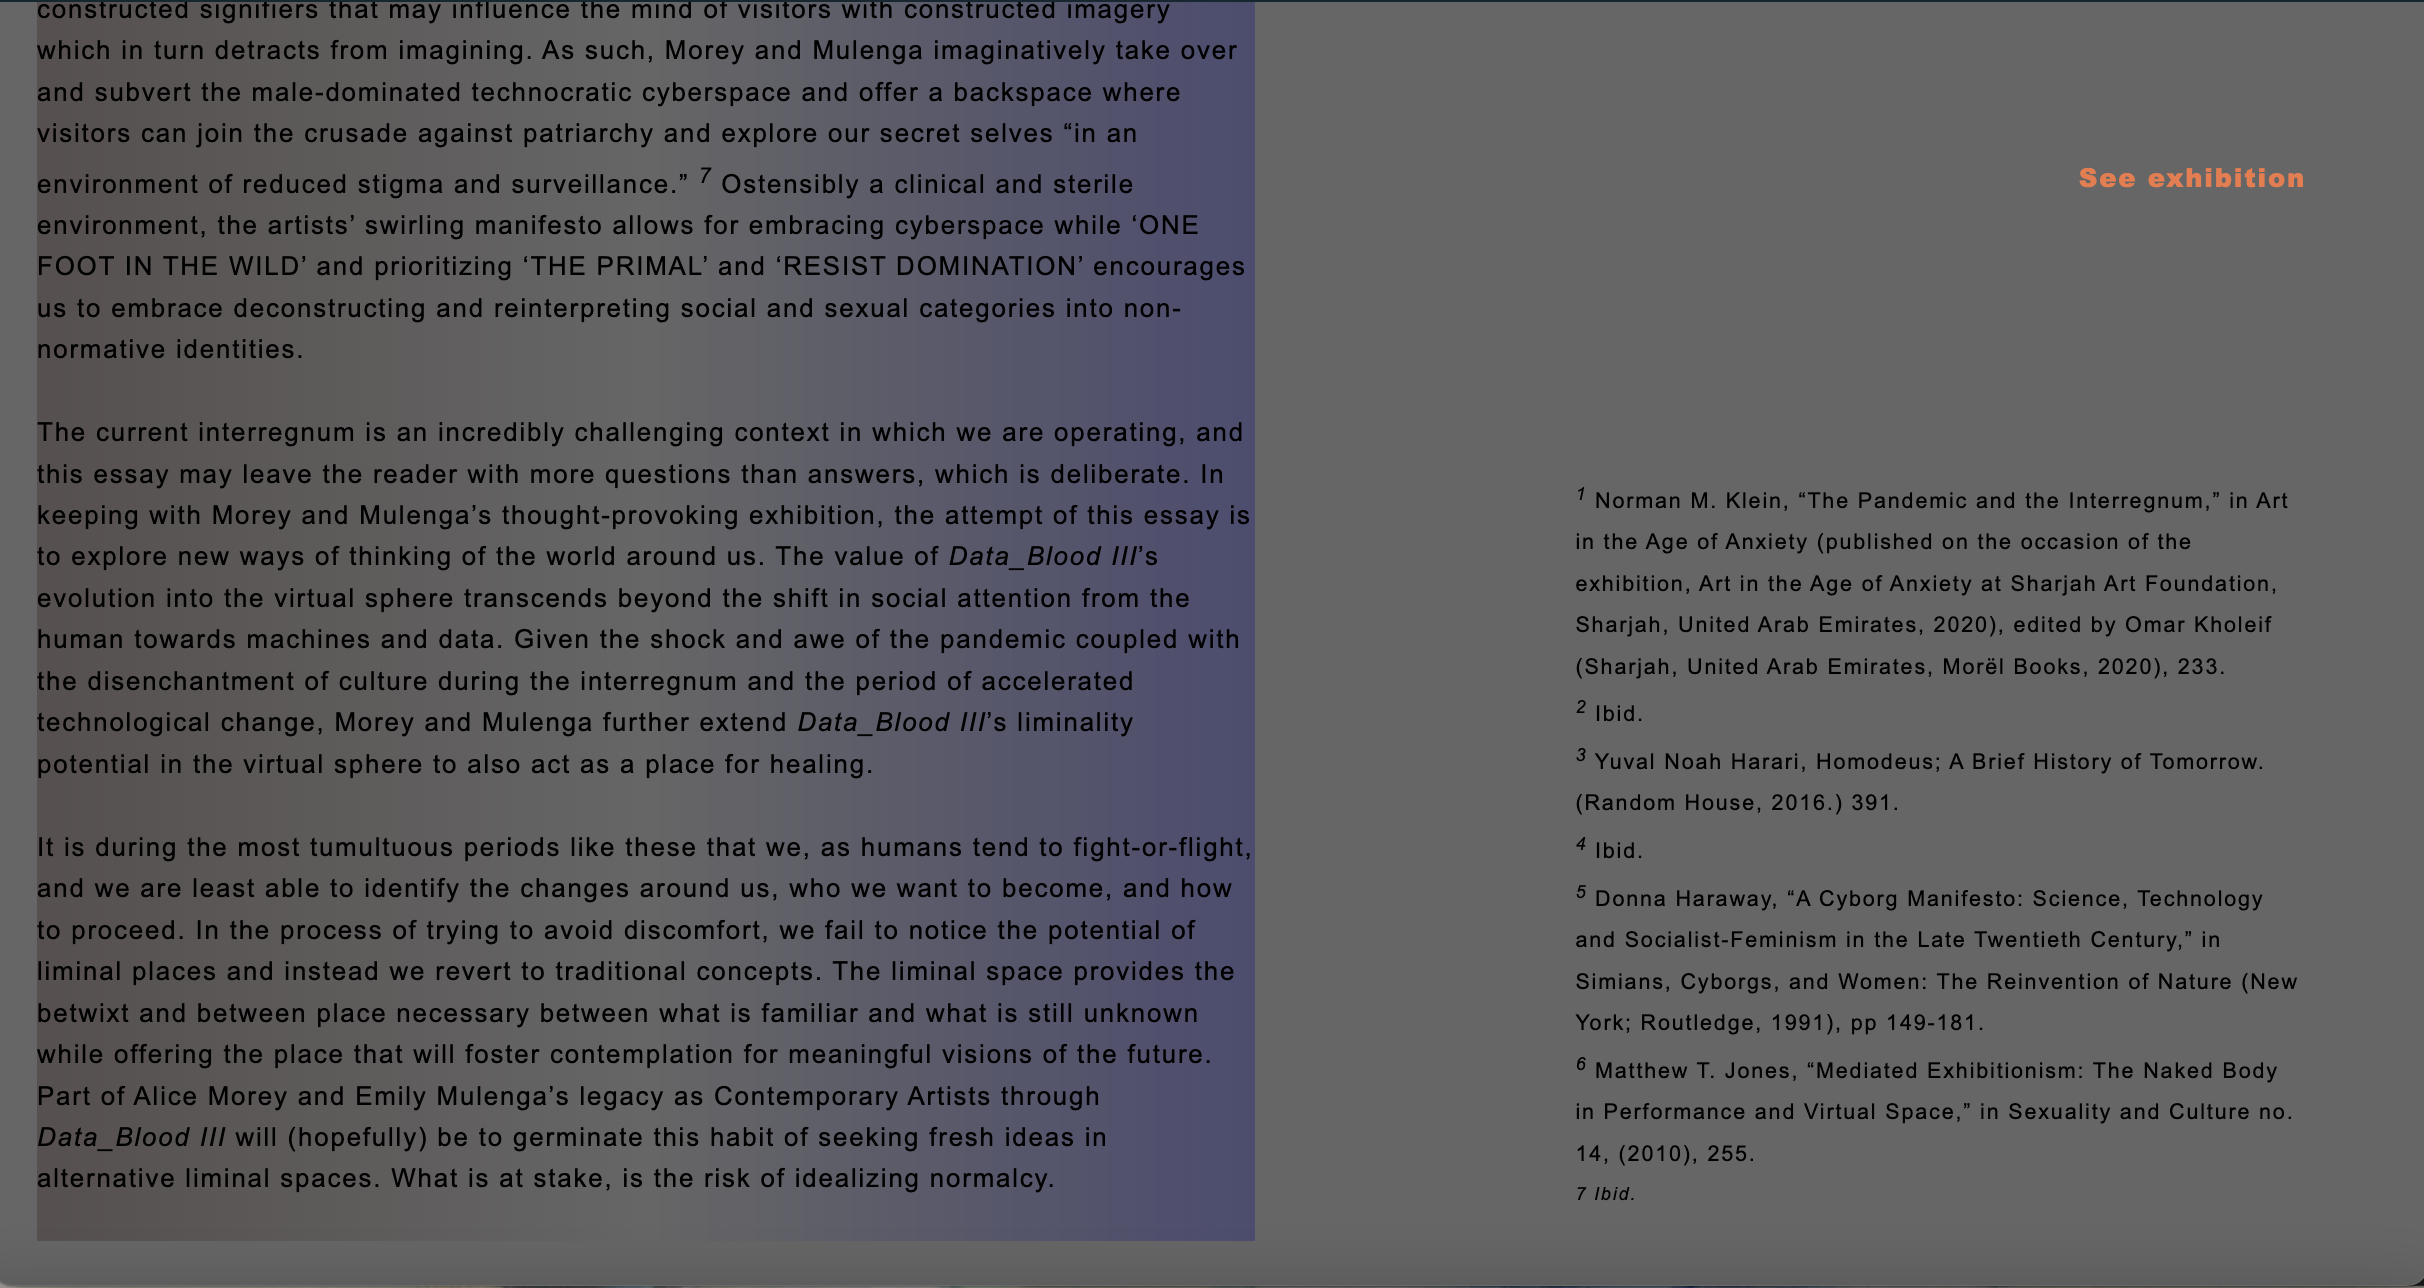 constructed signifiers that may influence the mind of visitors with constructed imagery
which in turn detracts from imagining. As such, Morey and Mulenga imaginatively take over
and subvert the male-dominated technocratic cyberspace and offer a backspace where
visitors can join the crusade against patriarchy and explore our secret selves “in an
environment of reduced stigma and surveillance.” 7 Ostensibly a clinical and sterile
environment, the artists’ swirling manifesto allows for embracing cyberspace while ‘ONE
FOOT IN THE WILD’ and prioritizing ‘THE PRIMAL’ and ‘RESIST DOMINATION’ encourages
us to embrace deconstructing and reinterpreting social and sexual categories into non-
normative identities.
The current interregnum is an incredibly challenging context in which we are operating, and
this essay may leave the reader with more questions than answers, which is deliberate. In
keeping with Morey and Mulenga’s thought-provoking exhibition, the attempt of this essay is
to explore new ways of thinking of the world around us. The value of Data_Blood III’s
evolution into the virtual sphere transcends beyond the shift in social attention from the
human towards machines and data. Given the shock and awe of the pandemic coupled with
the disenchantment of culture during the interregnum and the period of accelerated
technological change, Morey and Mulenga further extend Data_Blood III’s liminality
potential in the virtual sphere to also act as a place for healing.
It is during the most tumultuous periods like these that we, as humans tend to fight-or-flight,
and we are least able to identify the changes around us, who we want to become, and how
to proceed. In the process of trying to avoid discomfort, we fail to notice the potential of
liminal places and instead we revert to traditional concepts. The liminal space provides the
betwixt and between place necessary between what is familiar and what is still unknown
while offering the place that will foster contemplation for meaningful visions of the future.
Part of Alice Morey and Emily Mulenga’s legacy as Contemporary Artists through
Data_Blood III will (hopefully) be to germinate this habit of seeking fresh ideas in
alternative liminal spaces. What is at stake, is the risk of idealizing normalcy.
See exhibition
1 Norman M. Klein, “The Pandemic and the Interregnum,” in Art
in the Age of Anxiety (published on the occasion of the
exhibition, Art in the Age of Anxiety at Sharjah Art Foundation,
Sharjah, United Arab Emirates, 2020), edited by Omar Kholeif
(Sharjah, United Arab Emirates, Morël Books, 2020), 233.
2 Ibid.
3 Yuval Noah Harari, Homodeus; A Brief History of Tomorrow.
(Random House, 2016.) 391.
4 Ibid.
5 Donna Haraway, “A Cyborg Manifesto: Science, Technology
and Socialist-Feminism in the Late Twentieth Century,” in
Simians, Cyborgs, and Women: The Reinvention of Nature (New
York; Routledge, 1991), pp 149-181.
6 Matthew T. Jones, “Mediated Exhibitionism: The Naked Body
in Performance and Virtual Space,” in Sexuality and Culture no.
14, (2010), 255.
7 Ibid.